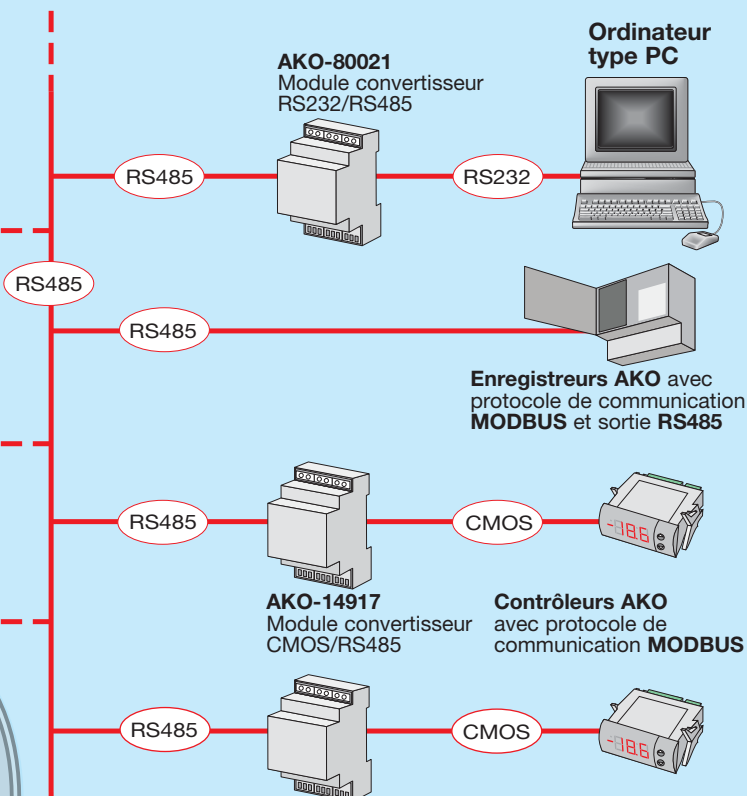 Ordinateur
type PC
AKO-80021
Module convertisseur
RS232/RS485
RS485
RS232
RS485
RS485
Enregistreurs AKO avec
protocole de communication
MODBUS et sortie RS485
RS485
CMOS
-18.6
AKO-14917
Module convertisseur
CMOS/RS485
Contrôleurs AKO
avec protocole de
communication MODBUS
RS485
CMOS
-18.6